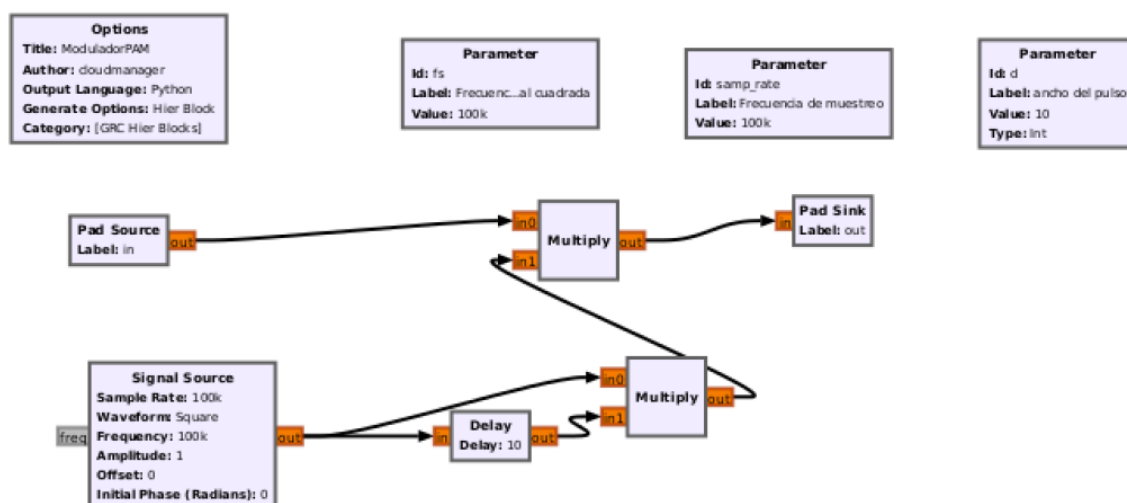 Options
Title: ModuladorPAM
Author: cloudmanager
Output Language: Python
Generate Options: Hier Block
Category: [GRC Hier Blocks]
Parameter
Id: fs
Label: Frecuenc...al cuadrada
Value: 100k
Parameter
Id: samp_rate
Label: Frecuencia de muestreo
Value: 100k
Parameter
Id: d
Label: ancho del pulso
Value: 10
Type: Int
Pad Source
Label: in
out
in0
in1
Multiply
out
in
Pad Sink
Label: out
freq
Signal Source
Sample Rate: 100k
Waveform: Square
Frequency: 100k
Amplitude: 1
Offset: 0
Initial Phase (Radians): 0
out
in
Delay
Delay: 10
out
in0
in1
Multiply
out